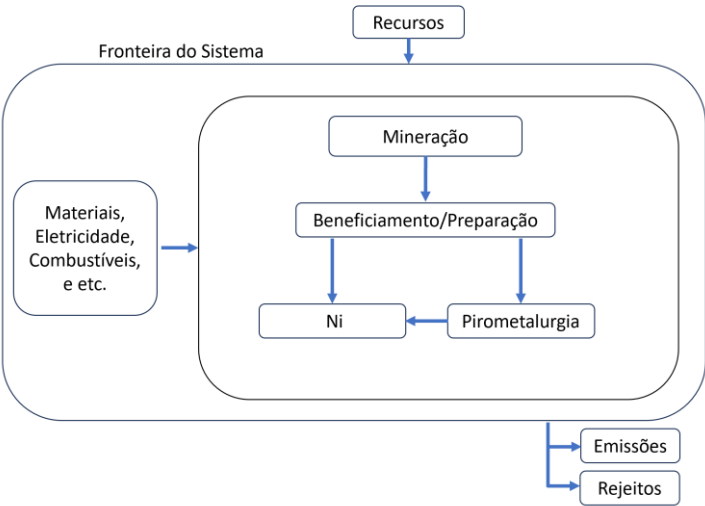 Recursos
Fronteira do Sistema
Mineração
Materiais,
Eletricidade,
Combustíveis,
e etc.
Beneficiamento/Preparação
Ni
Pirometalurgia
Emissões
Rejeitos